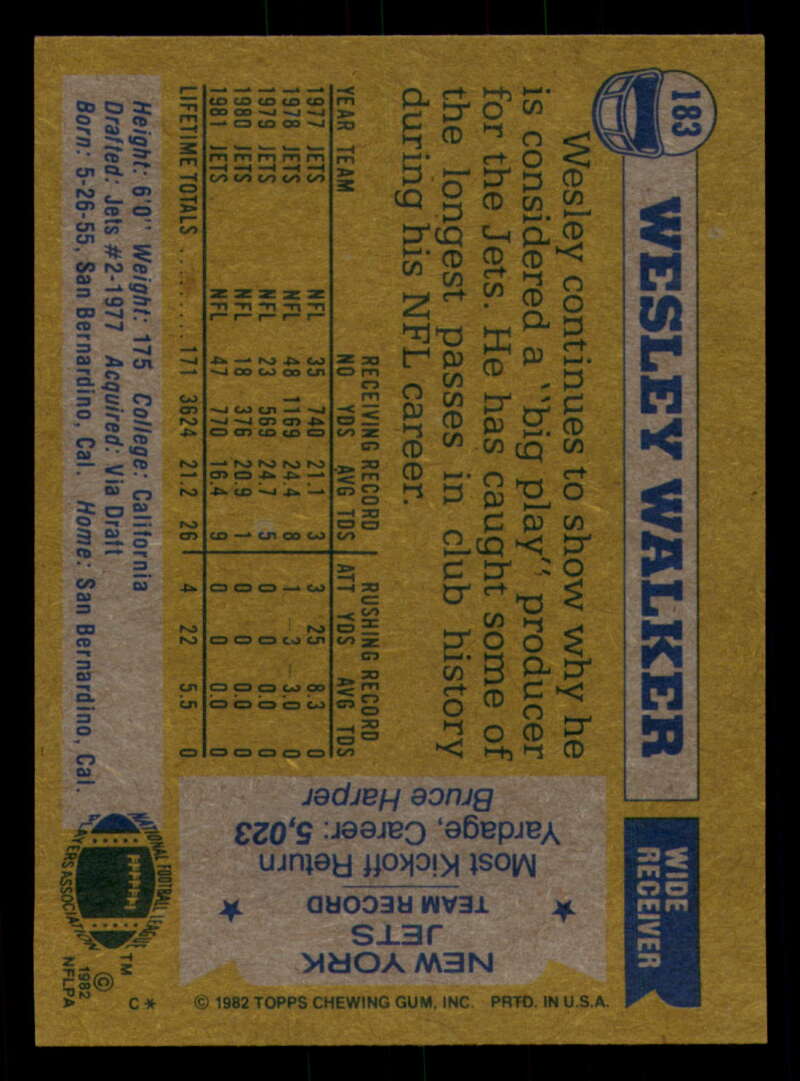 183
WESLEY WALKER
WIDE
RECEIVER
Wesley continues to show why he
is considered a "big play" producer
for the Jets. He has caught some of
the longest passes in club history
during his NFL career.
RECEIVING RECORD RUSHING RECORD
YEAR TEAM NO YDS AVG TDS ATT YDS AVG TDS
1977 JETS NFL 35 740 21.1 3 3 25 8.3 0
1978 JETS NFL 48 1169 24.4 8 1 -3 -3.0 0
1979 JETS NFL 23 569 24.7 5 0 0 0.0 0
1980 JETS NFL 18 376 20.9 1 0 0 0.0 0
1981 JETS NFL 47 770 16.4 9 0 0 0.0 0
LIFETIME TOTALS .......... 171 3624 21.2 26 4 22 5.5 0
Height: 6'0" Weight: 175 College: California
Drafted: Jets #2-1977 Acquired: Via Draft
Born: 5-26-55, San Bernardino, Cal. Home: San Bernardino, Cal.
NEW YORK
JETS
TEAM RECORD
Most Kickoff Return
Yardage, Career: 5,023
Bruce Harper
NATIONAL FOOTBALL LEAGUE
PLAYERS ASSOCIATION
TM
© 1982
NFLPA
C*
© 1982 TOPPS CHEWING GUM, INC. PRTD. IN U.S.A.